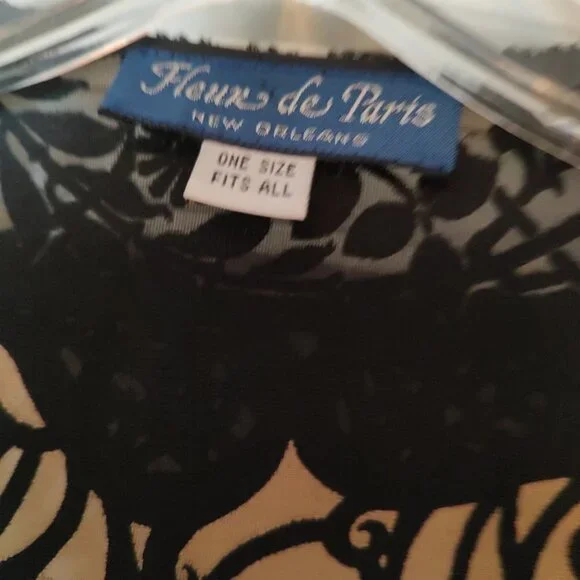 Fleur de Paris
NEW ORLEANS
ONE SIZE
FITS ALL